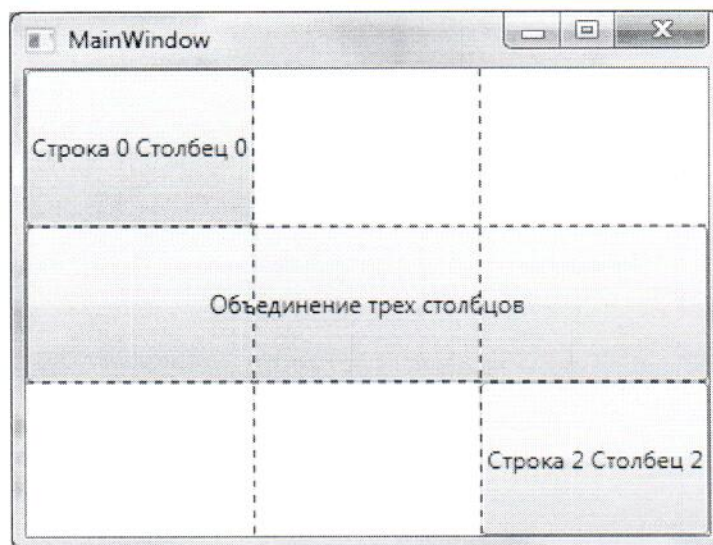 MainWindow
Строка 0 Столбец 0
Объединение трех столбцов
Строка 2 Столбец 2